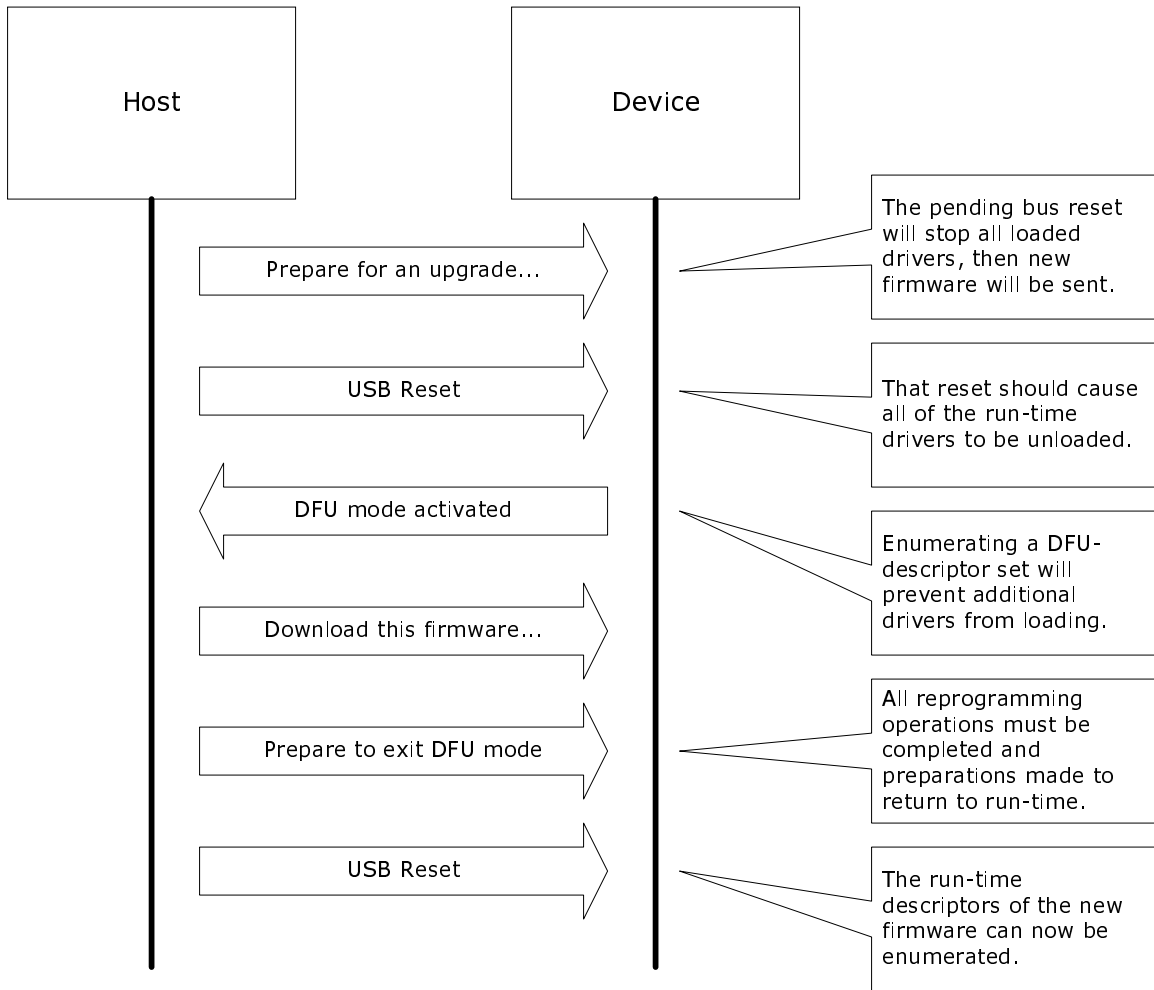 Host
Device
Prepare for an upgrade...
The pending bus reset
will stop all loaded
drivers, then new
firmware will be sent.
USB Reset
That reset should cause
all of the run-time
drivers to be unloaded.
DFU mode activated
Enumerating a DFU-
descriptor set will
prevent additional
drivers from loading.
Download this firmware...
Prepare to exit DFU mode
All reprogramming
operations must be
completed and
preparations made to
return to run-time.
USB Reset
The run-time
descriptors of the new
firmware can now be
enumerated.